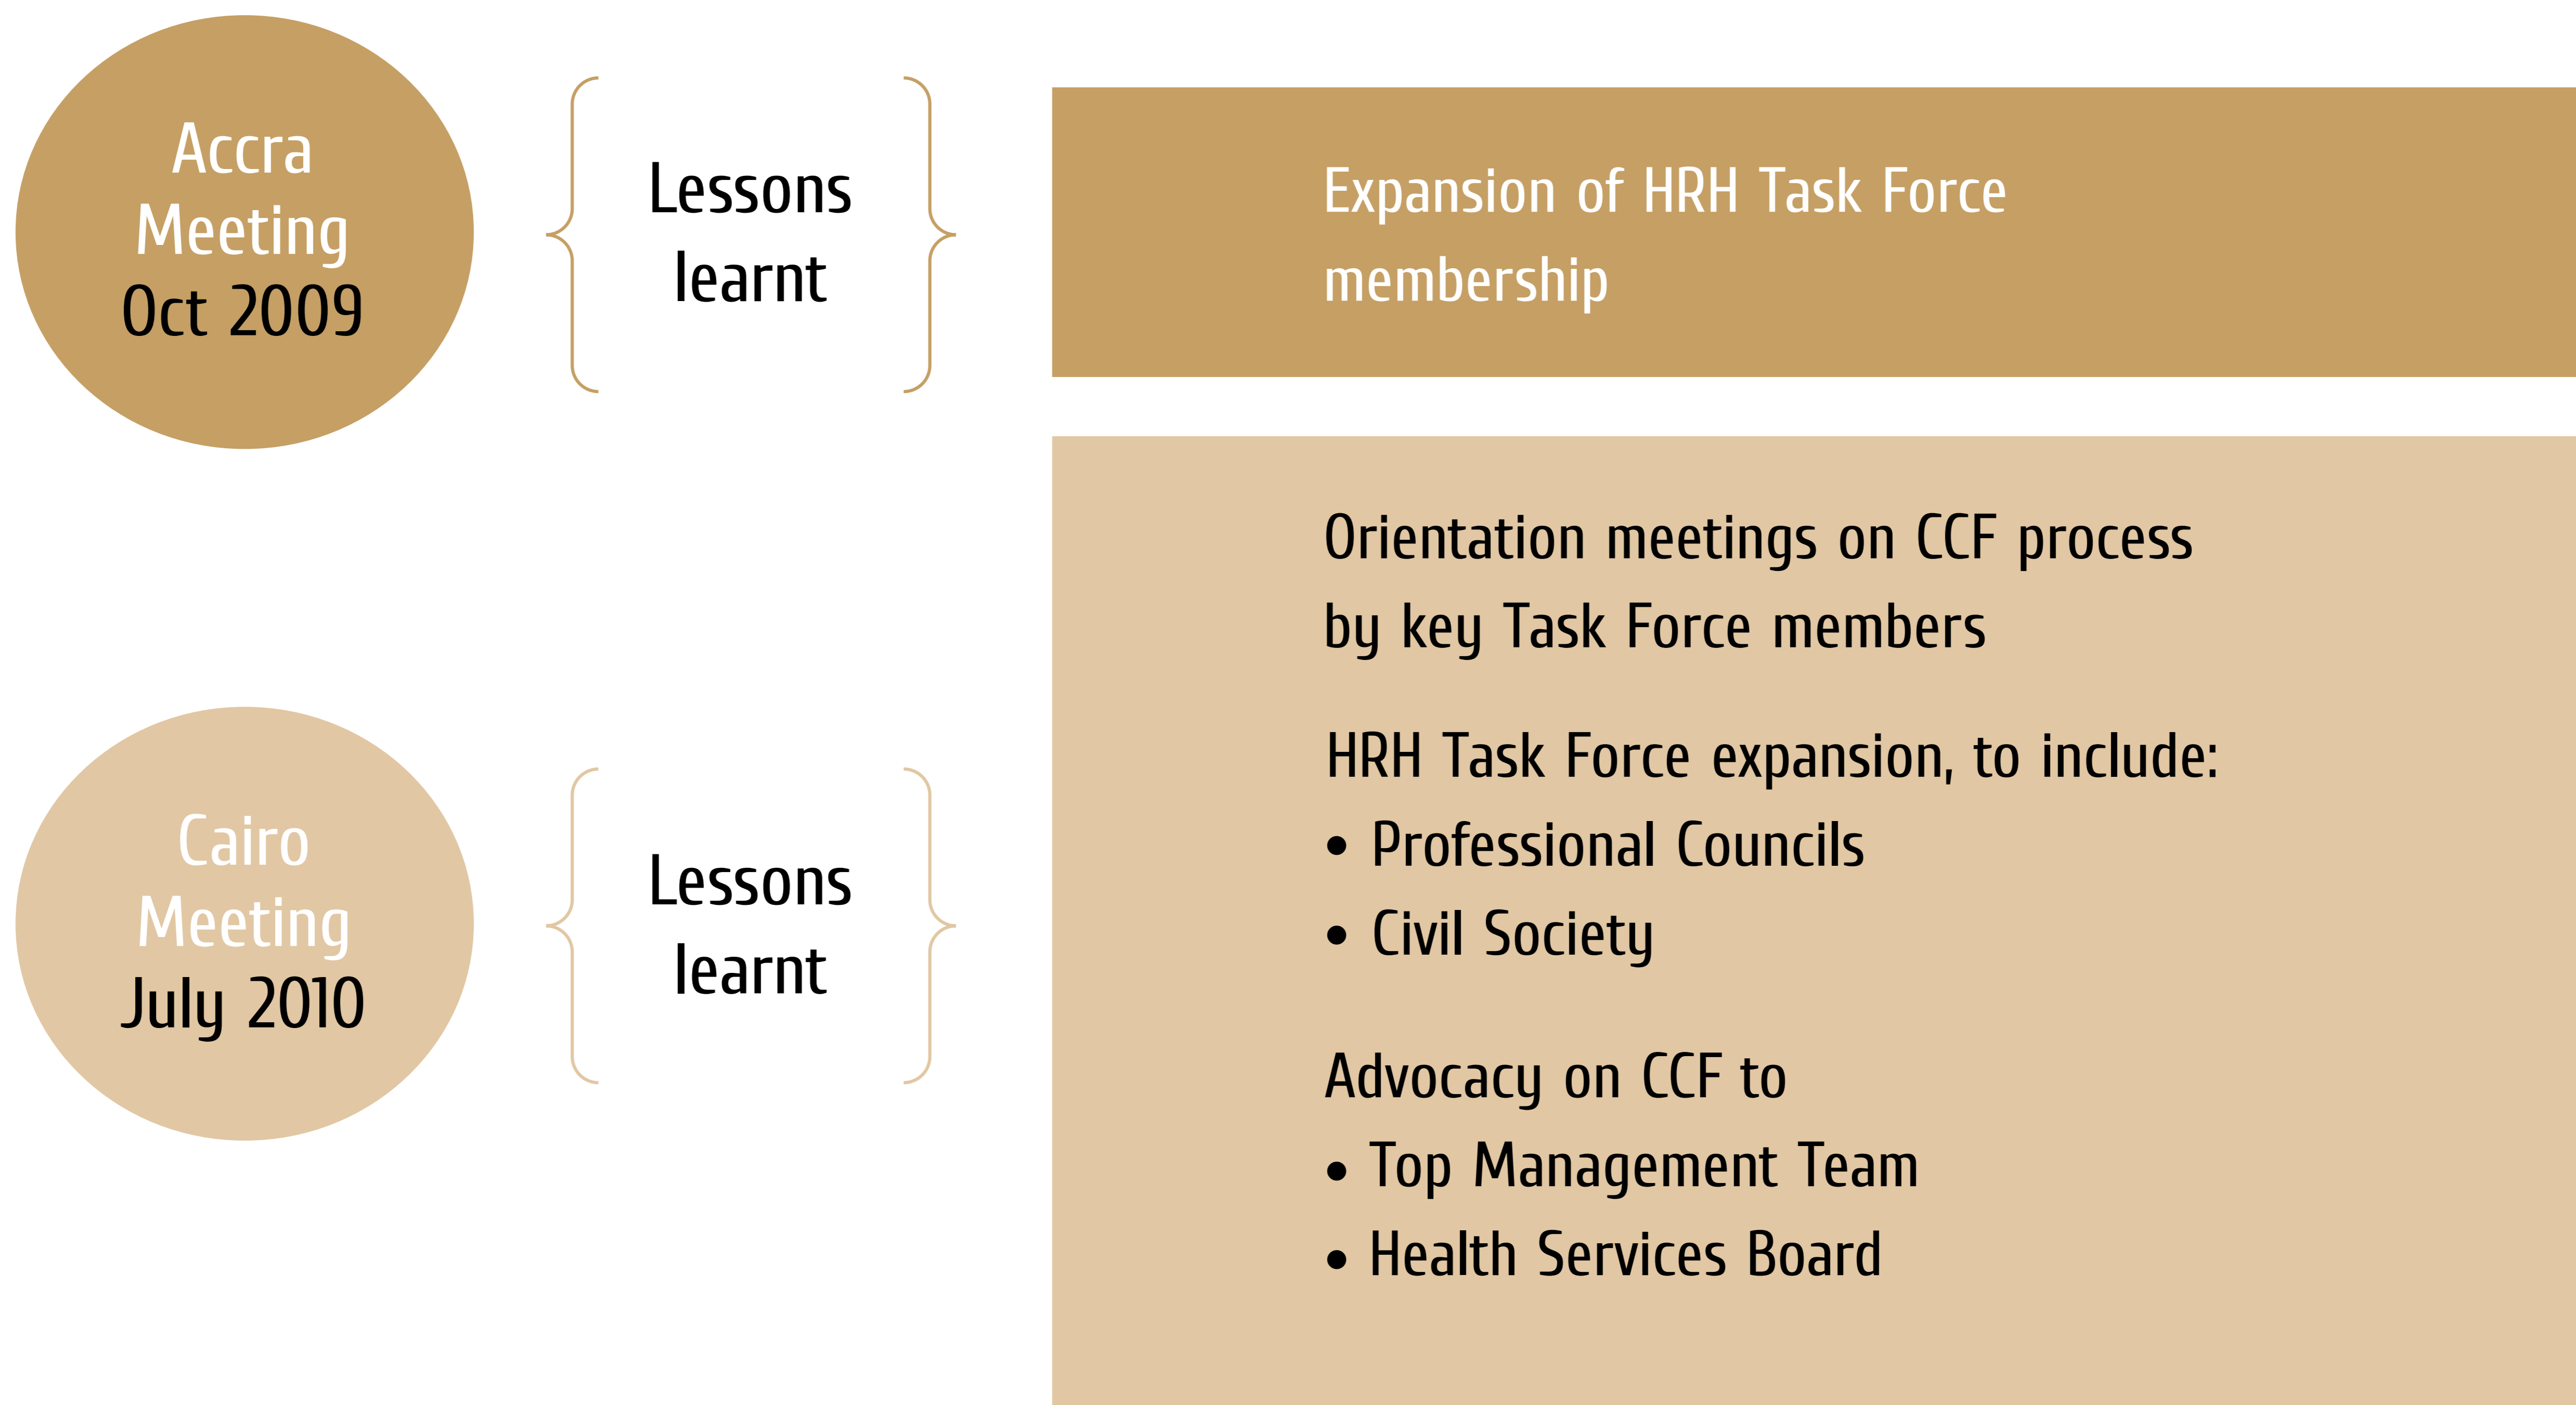 Accra
Meeting
Oct 2009
Lessons
learnt
Expansion of HRH Task Force
membership
Cairo
Meeting
July 2010
Lessons
learnt
Orientation meetings on CCF process
by key Task Force members
HRH Task Force expansion, to include:
• Professional Councils
• Civil Society
Advocacy on CCF to
• Top Management Team
• Health Services Board